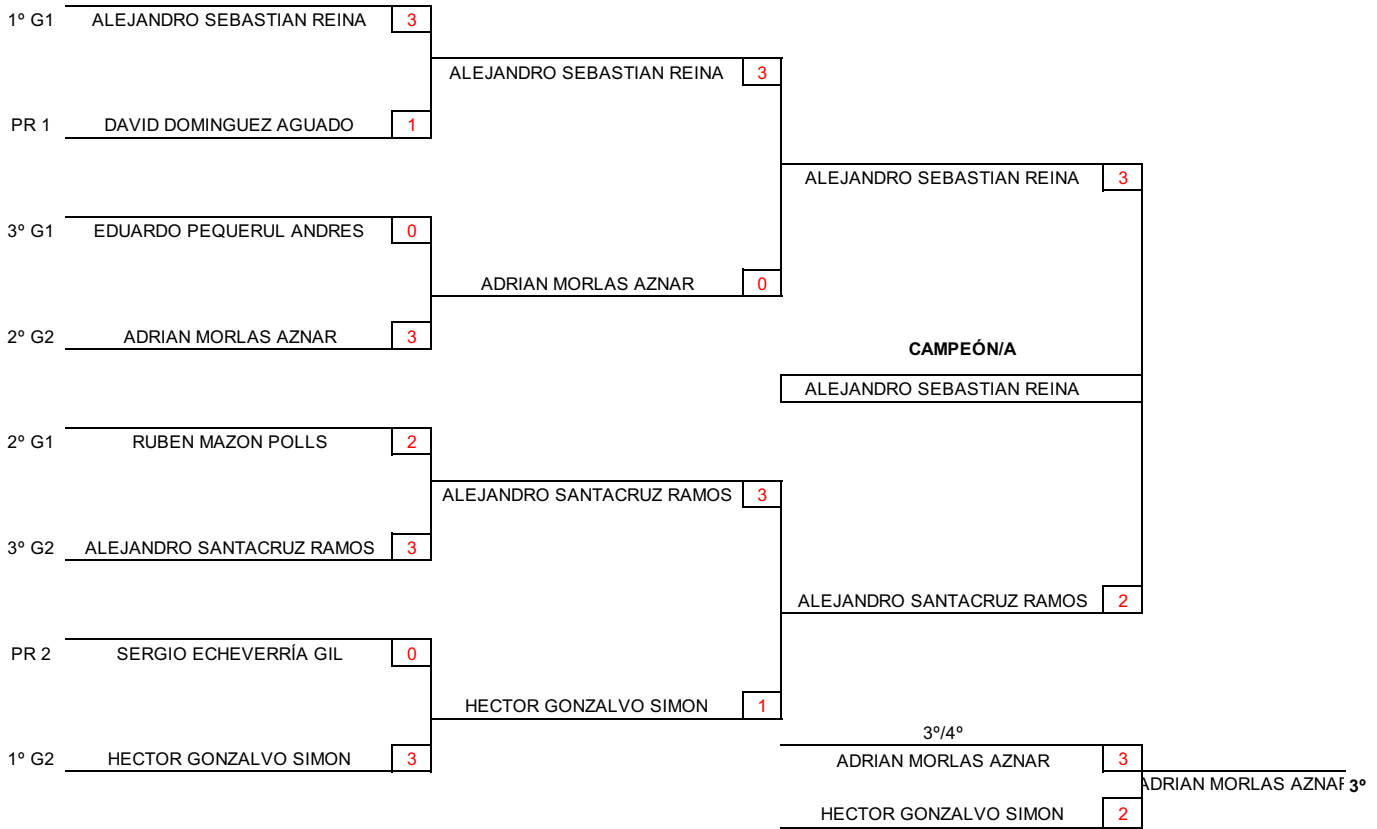 1º G1 ALEJANDRO SEBASTIAN REINA 3
ALEJANDRO SEBASTIAN REINA 3
PR 1 DAVID DOMINGUEZ AGUADO 1
ALEJANDRO SEBASTIAN REINA 3
3º G1 EDUARDO PEQUERUL ANDRES 0
ADRIAN MORLAS AZNAR 0
2º G2 ADRIAN MORLAS AZNAR 3
CAMPEÓN/A
ALEJANDRO SEBASTIAN REINA
2º G1 RUBEN MAZON POLLS 2
ALEJANDRO SANTACRUZ RAMOS 3
3º G2 ALEJANDRO SANTACRUZ RAMOS 3
ALEJANDRO SANTACRUZ RAMOS 2
PR 2 SERGIO ECHEVERRÍA GIL 0
HECTOR GONZALVO SIMON 1
3º/4º
1º G2 HECTOR GONZALVO SIMON 3
ADRIAN MORLAS AZNAR 3
ADRIAN MORLAS AZNAR 3º
HECTOR GONZALVO SIMON 2